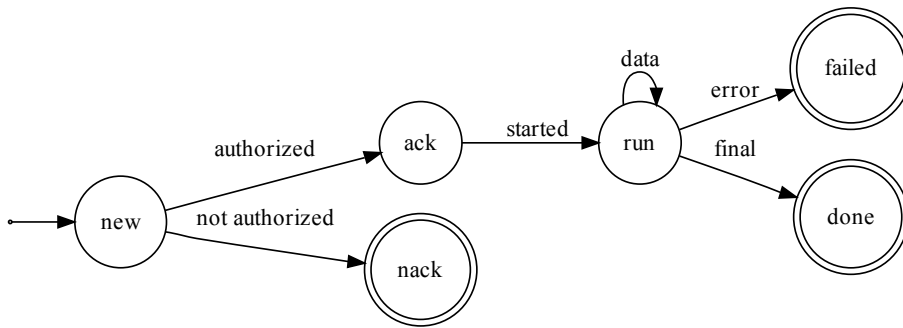 data
failed
error
authorized
ack
started
run
final
new
not authorized
done
nack